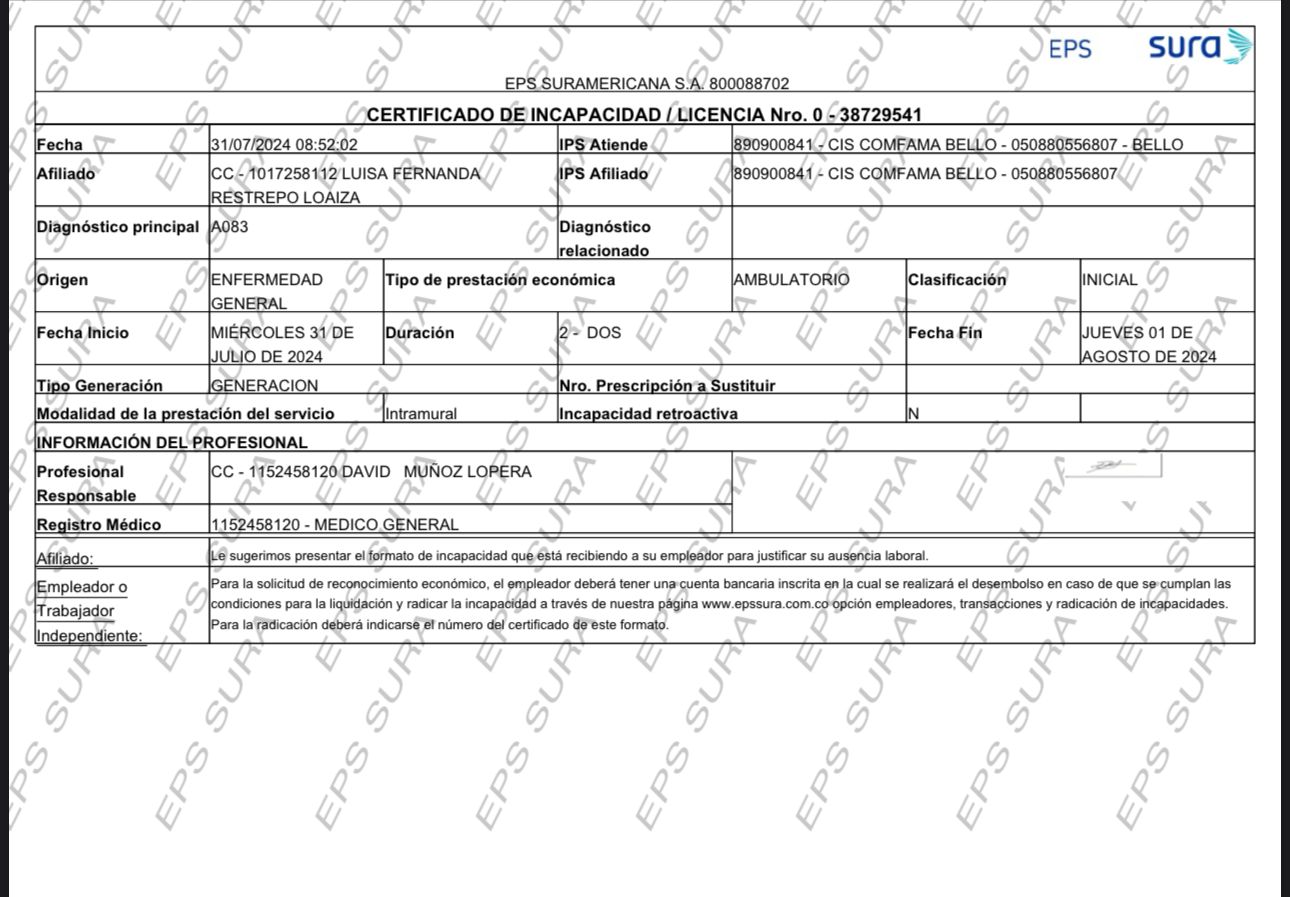 EPS sura
EPS SURAMERICANA S.A. 800088702
CERTIFICADO DE INCAPACIDAD / LICENCIA Nro. 0 - 38729541
Fecha 31/07/2024 08:52:02 IPS Atiende 890900841 - CIS COMFAMA BELLO - 050880556807 - BELLO
Afiliado CC - 1017258112 LUISA FERNANDA IPS Afiliado 890900841 - CIS COMFAMA BELLO - 050880556807
RESTREPO LOAIZA
Diagnóstico principal A083 Diagnóstico
relacionado
Origen ENFERMEDAD Tipo de prestación económica AMBULATORIO Clasificación INICIAL
GENERAL
Fecha Inicio MIÉRCOLES 31 DE Duración 2 - DOS Fecha Fin JUEVES 01 DE
JULIO DE 2024 AGOSTO DE 2024
Tipo Generación GENERACION Nro. Prescripción a Sustituir
Modalidad de la prestación del servicio Intramural Incapacidad retroactiva N
INFORMACIÓN DEL PROFESIONAL
Profesional CC - 1152458120 DAVID MUÑOZ LOPERA
Responsable
Registro Médico 1152458120 - MEDICO GENERAL
Afiliado: Le sugerimos presentar el formato de incapacidad que está recibiendo a su empleador para justificar su ausencia laboral.
Empleador o Para la solicitud de reconocimiento económico, el empleador deberá tener una cuenta bancaria inscrita en la cual se realizará el desembolso en caso de que se cumplan las
Trabajador condiciones para la liquidación y radicar la incapacidad a través de nuestra página www.epssura.com.co opción empleadores, transacciones y radicación de incapacidades.
Independiente: Para la radicación deberá indicarse el número del certificado de este formato.
EPS SURA